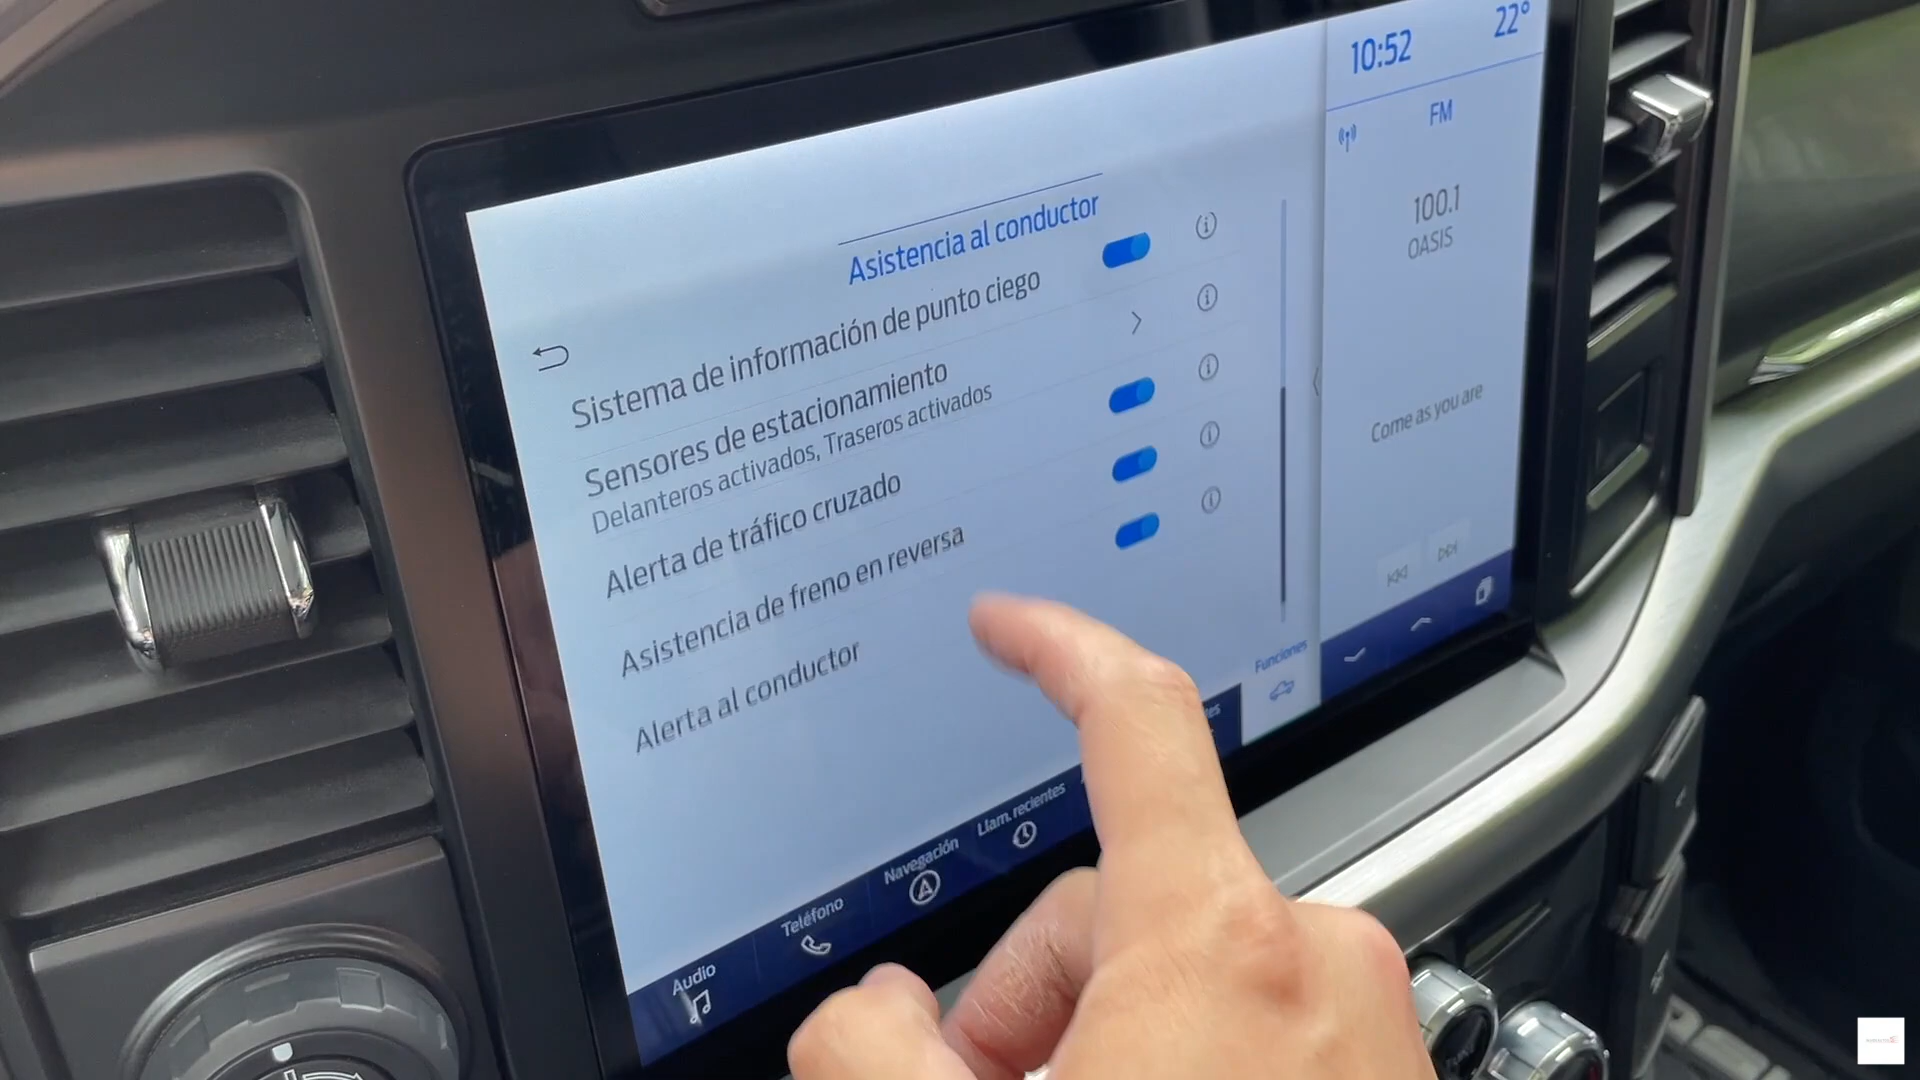 Asistencia al conductor
Sistema de información de punto ciego
Sensores de estacionamiento
Delanteros activados, Traseros activados
Alerta de tráfico cruzado
Asistencia de freno en reversa
Alerta al conductor
Audio
Teléfono
Navegación
Llam. recientes
Funciones
10:52
22°
FM
100.1
OASIS
Come as you are